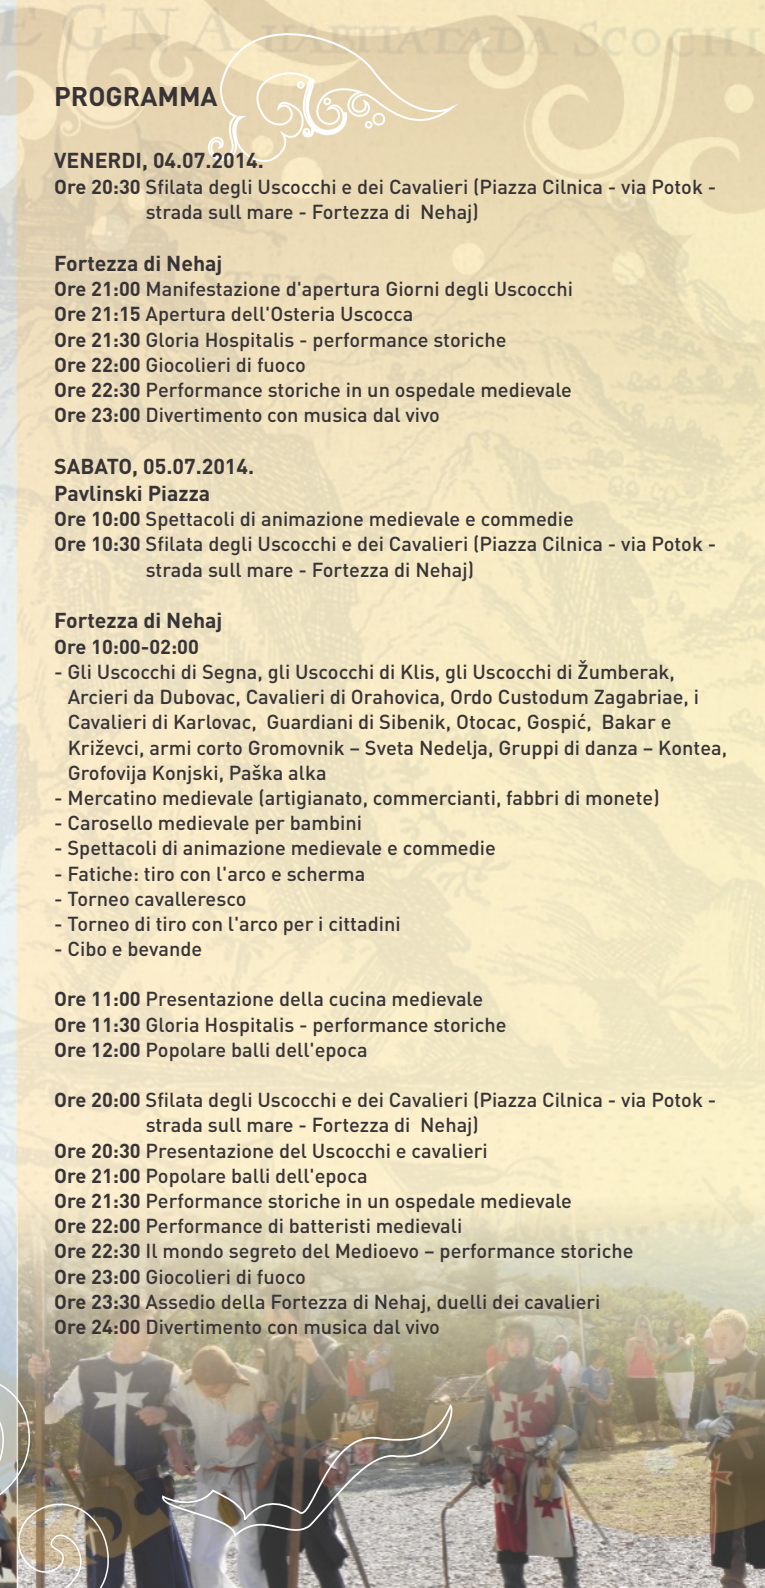 EGNA HABITATA DA SCOCHI
PROGRAMMA
VENERDI, 04.07.2014.
Ore 20:30 Sfilata degli Uscocchi e dei Cavalieri (Piazza Cilnica - via Potok -
strada sull mare - Fortezza di Nehaj)
Fortezza di Nehaj
Ore 21:00 Manifestazione d'apertura Giorni degli Uscocchi
Ore 21:15 Apertura dell'Osteria Uscocca
Ore 21:30 Gloria Hospitalis - performance storiche
Ore 22:00 Giocolieri di fuoco
Ore 22:30 Performance storiche in un ospedale medievale
Ore 23:00 Divertimento con musica dal vivo
SABATO, 05.07.2014.
Pavlinski Piazza
Ore 10:00 Spettacoli di animazione medievale e commedie
Ore 10:30 Sfilata degli Uscocchi e dei Cavalieri (Piazza Cilnica - via Potok -
strada sull mare - Fortezza di Nehaj)
Fortezza di Nehaj
Ore 10:00-02:00
- Gli Uscocchi di Segna, gli Uscocchi di Klis, gli Uscocchi di Žumberak,
Arcieri da Dubovac, Cavalieri di Orahovica, Ordo Custodum Zagabriae, i
Cavalieri di Karlovac, Guardiani di Sibenik, Otocac, Gospić, Bakar e
Križevci, armi corto Gromovnik – Sveta Nedelja, Gruppi di danza – Kontea,
Grofovija Konjski, Paška alka
- Mercatino medievale (artigianato, commercianti, fabbri di monete)
- Carosello medievale per bambini
- Spettacoli di animazione medievale e commedie
- Fatiche: tiro con l'arco e scherma
- Torneo cavalleresco
- Torneo di tiro con l'arco per i cittadini
- Cibo e bevande
Ore 11:00 Presentazione della cucina medievale
Ore 11:30 Gloria Hospitalis - performance storiche
Ore 12:00 Popolare balli dell'epoca
Ore 20:00 Sfilata degli Uscocchi e dei Cavalieri (Piazza Cilnica - via Potok -
strada sull mare - Fortezza di Nehaj)
Ore 20:30 Presentazione del Uscocchi e cavalieri
Ore 21:00 Popolare balli dell'epoca
Ore 21:30 Performance storiche in un ospedale medievale
Ore 22:00 Performance di batteristi medievali
Ore 22:30 Il mondo segreto del Medioevo – performance storiche
Ore 23:00 Giocolieri di fuoco
Ore 23:30 Assedio della Fortezza di Nehaj, duelli dei cavalieri
Ore 24:00 Divertimento con musica dal vivo